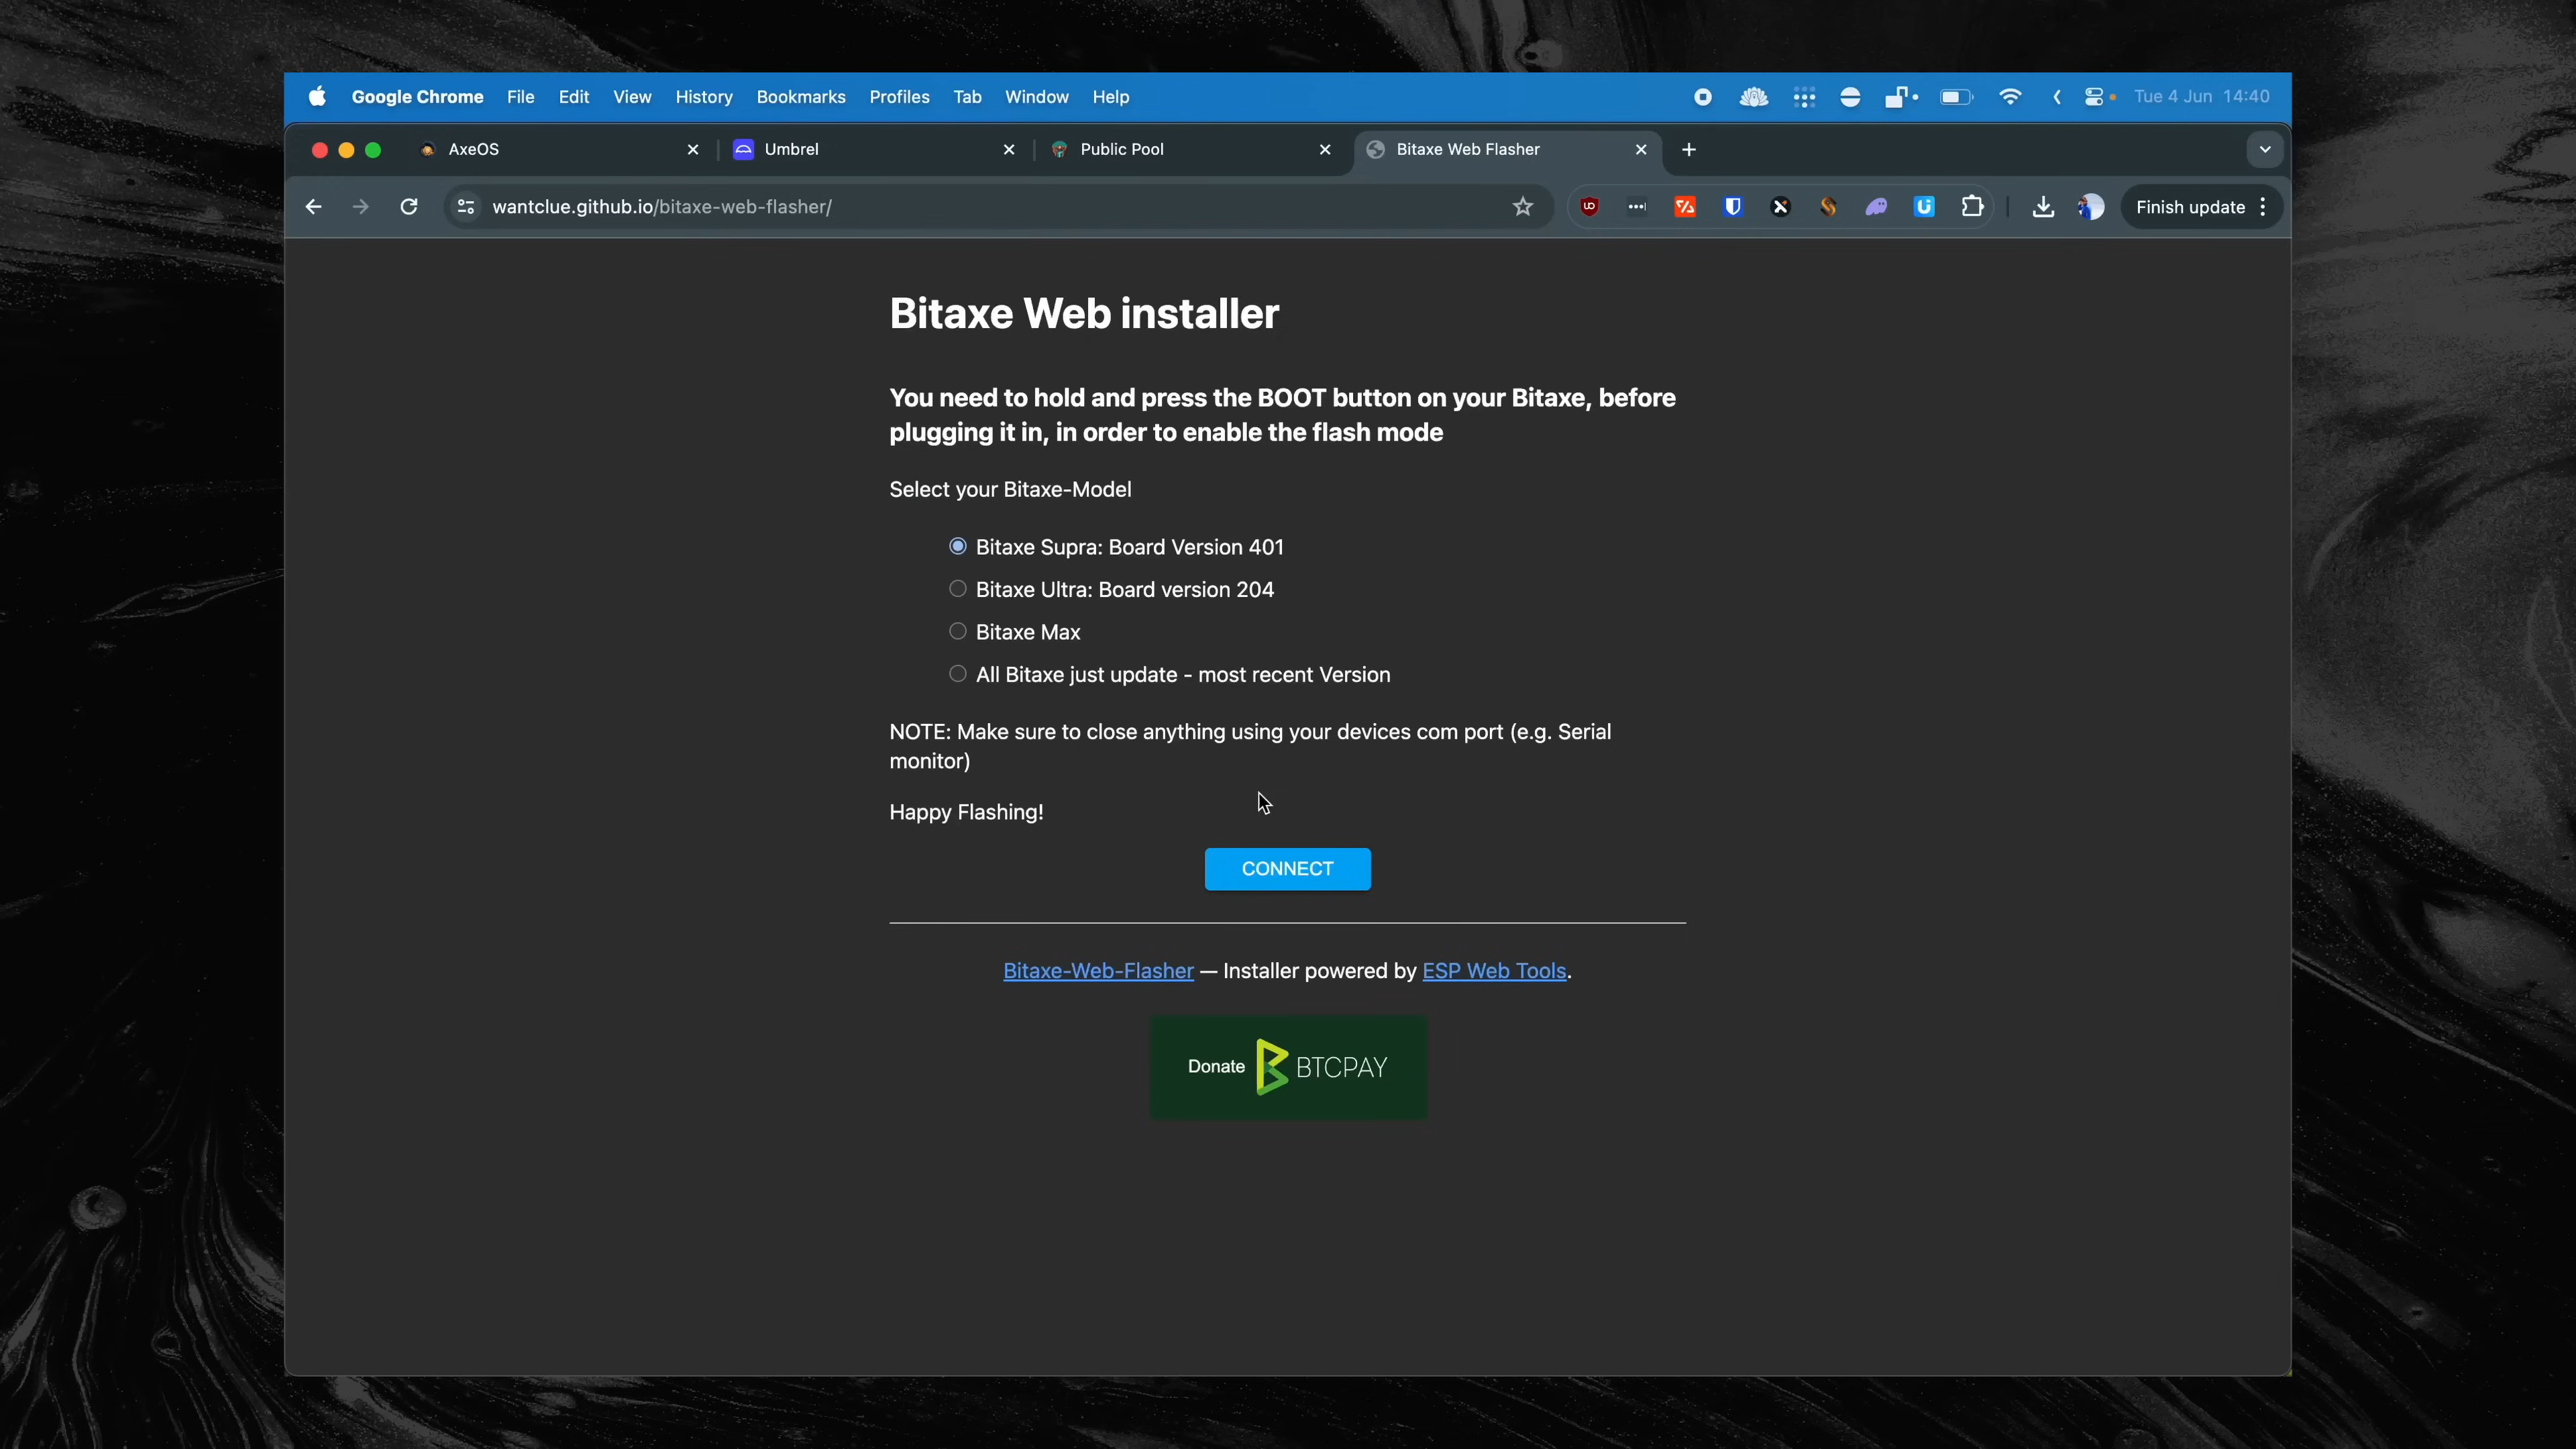 Google Chrome File Edit View History Bookmarks Profiles Tab Window Help Tue 4 Jun 14:40
AxeOS Umbrel Public Pool Bitaxe Web Flasher
wantclue.github.io/bitaxe-web-flasher/ Finish update
Bitaxe Web installer
You need to hold and press the BOOT button on your Bitaxe, before
plugging it in, in order to enable the flash mode
Select your Bitaxe-Model
Bitaxe Supra: Board Version 401
Bitaxe Ultra: Board version 204
Bitaxe Max
All Bitaxe just update - most recent Version
NOTE: Make sure to close anything using your devices com port (e.g. Serial
monitor)
Happy Flashing!
CONNECT
Bitaxe-Web-Flasher — Installer powered by ESP Web Tools.
Donate BTCPAY